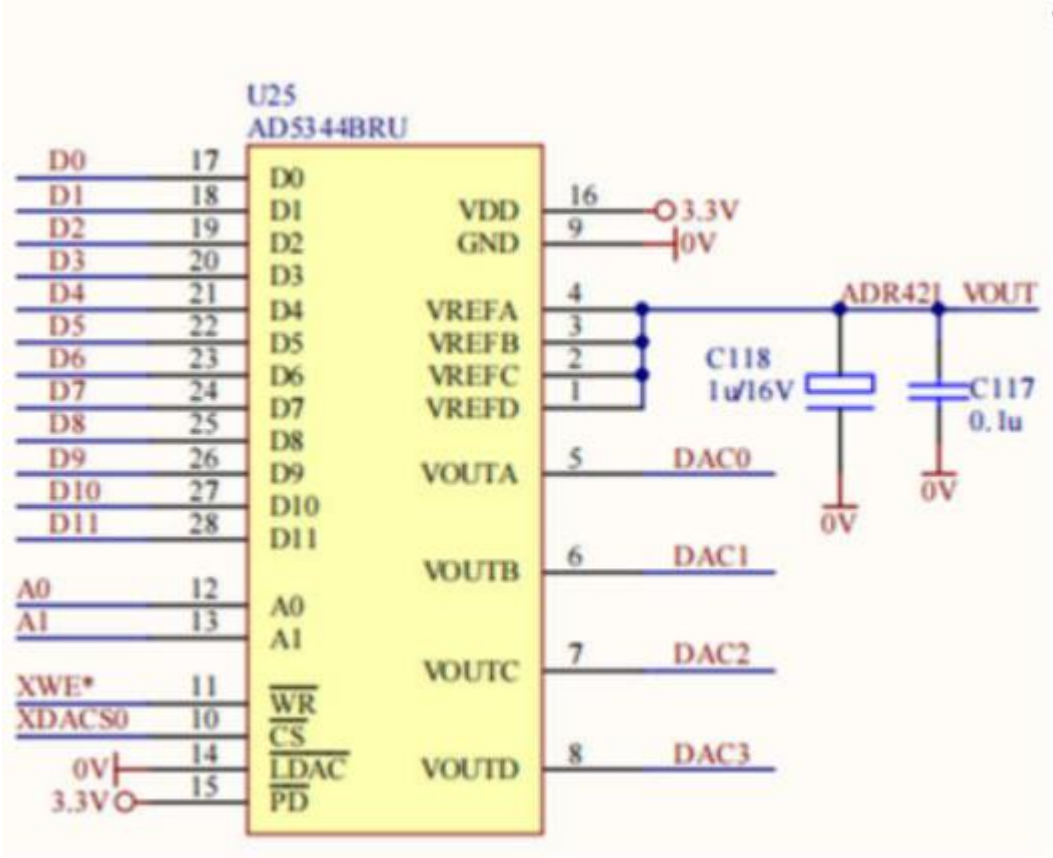 U25
AD5344BRU
D0 17 D0
D1 18 D1
D2 19 D2
D3 20 D3
D4 21 D4
D5 22 D5
D6 23 D6
D7 24 D7
D8 25 D8
D9 26 D9
D10 27 D10
D11 28 D11
A0 12 A0
A1 13 A1
XWE* 11 WR
XDACS0 10 CS
0V 14 LDAC
3.3V 15 PD
VDD 16 3.3V
GND 9 0V
VREFA 4 ADR421 VOUT
VREFB 3
VREFC 2
VREFD 1
C118
1u/16V
0V
C117
0.1u
0V
VOUTA 5 DAC0
VOUTB 6 DAC1
VOUTC 7 DAC2
VOUTD 8 DAC3